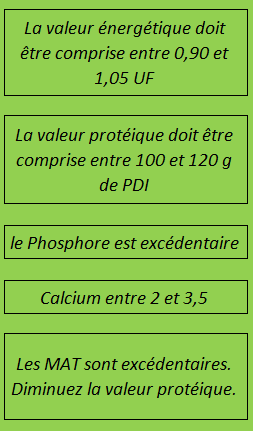 La valeur énergétique doit
être comprise entre 0,90 et
1,05 UF
La valeur protéique doit être
comprise entre 100 et 120 g
de PDI
le Phosphore est excédentaire
Calcium entre 2 et 3,5
Les MAT sont excédentaires.
Diminuez la valeur protéique.